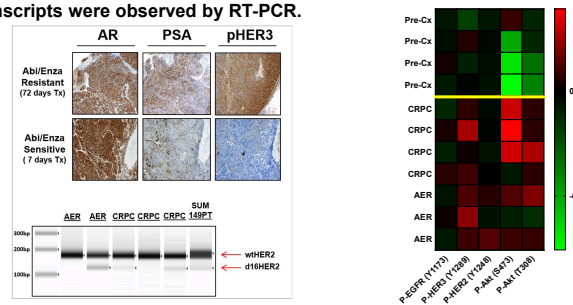 nscripts were observed by RT-PCR.
AR PSA pHER3
Abi/Enza
Resistant
(72 days Tx)
Abi/Enza
Sensitive
( 7 days Tx)
AER AER CRPC CRPC CRPC SUM
149PT
300bp
200bp
100bp
wtHER2
d16HER2
Pre-Cx
Pre-Cx
Pre-Cx
Pre-Cx
CRPC
CRPC
CRPC
CRPC
AER
AER
AER
P-EGFR (Y1173)
P-HER3 (Y1289)
P-HER2 (Y1248)
P-Akt (S473)
P-Akt (T308)
0